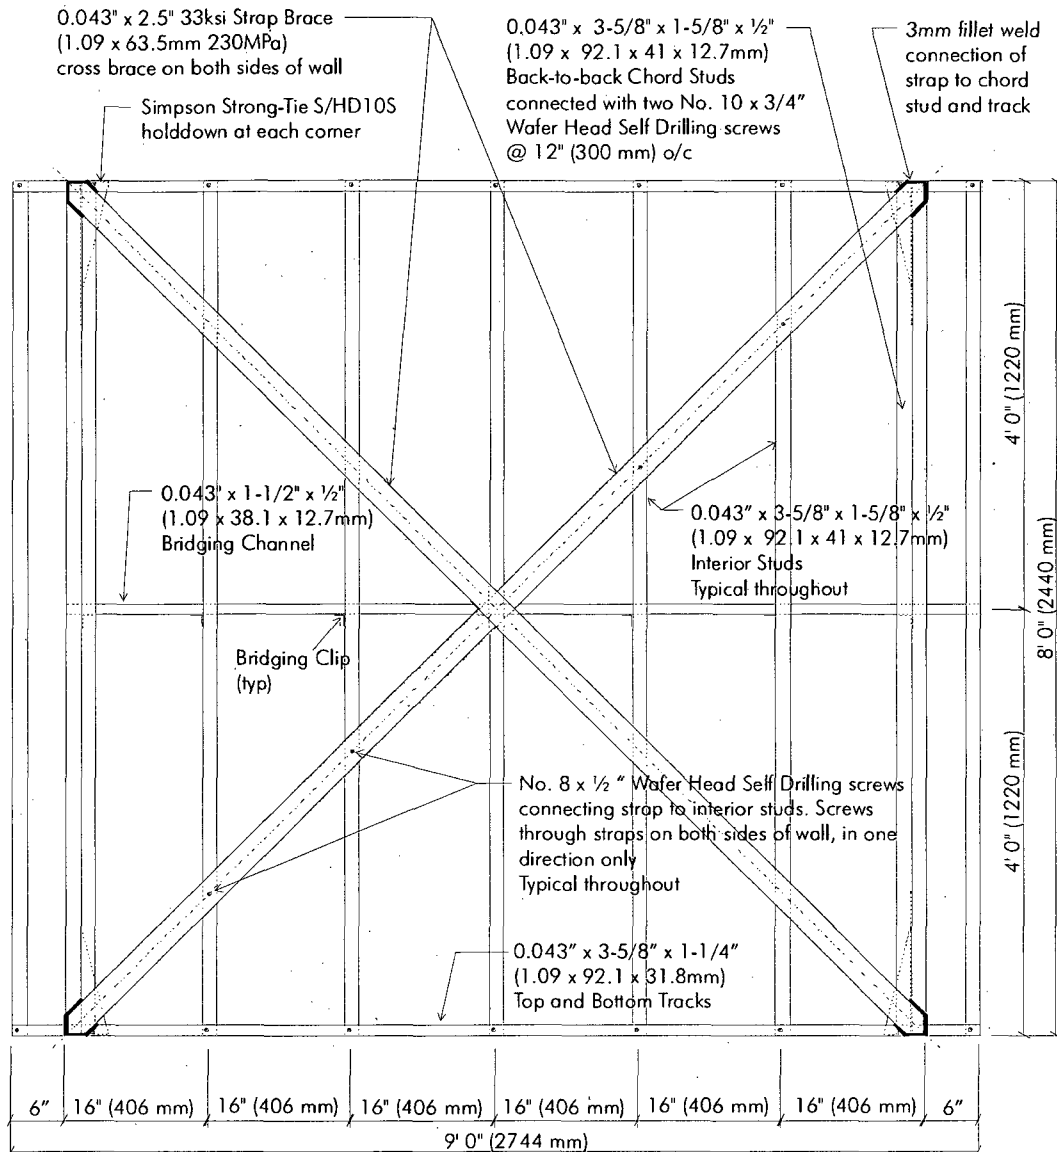 0.043" x 2.5" 33ksi Strap Brace
(1.09 x 63.5mm 230MPa)
cross brace on both sides of wall
Simpson Strong-Tie S/HD10S
holddown at each corner
0.043" x 3-5/8" x 1-5/8" x ½"
(1.09 x 92.1 x 41 x 12.7mm)
Back-to-back Chord Studs
connected with two No. 10 x 3/4"
Wafer Head Self Drilling screws
@ 12" (300 mm) o/c
3mm fillet weld
connection of
strap to chord
stud and track
4' 0" (1220 mm)
0.043" x 1-1/2" x ½"
(1.09 x 38.1 x 12.7mm)
Bridging Channel
0.043" x 3-5/8" x 1-5/8" x ½"
(1.09 x 92.1 x 41 x 12.7mm)
Interior Studs
Typical throughout
8' 0" (2440 mm)
Bridging Clip
(typ)
No. 8 x ½ " Wafer Head Self Drilling screws
connecting strap to interior studs. Screws
through straps on both sides of wall, in one
direction only
Typical throughout
4' 0" (1220 mm)
0.043" x 3-5/8" x 1-1/4"
(1.09 x 92.1 x 31.8mm)
Top and Bottom Tracks
6" 16" (406 mm) 16" (406 mm) 16" (406 mm) 16" (406 mm) 16" (406 mm) 16" (406 mm) 6"
9' 0" (2744 mm)